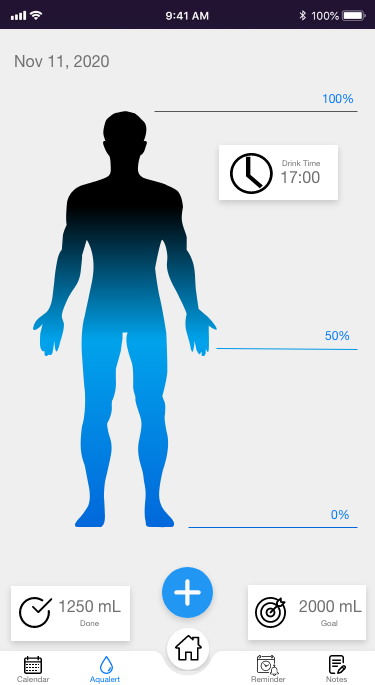 9:41 AM
100%
Nov 11, 2020
100%
Drink Time
17:00
50%
0%
1250 mL
Done
2000 mL
Goal
Calendar
Aqualert
Reminder
Notes